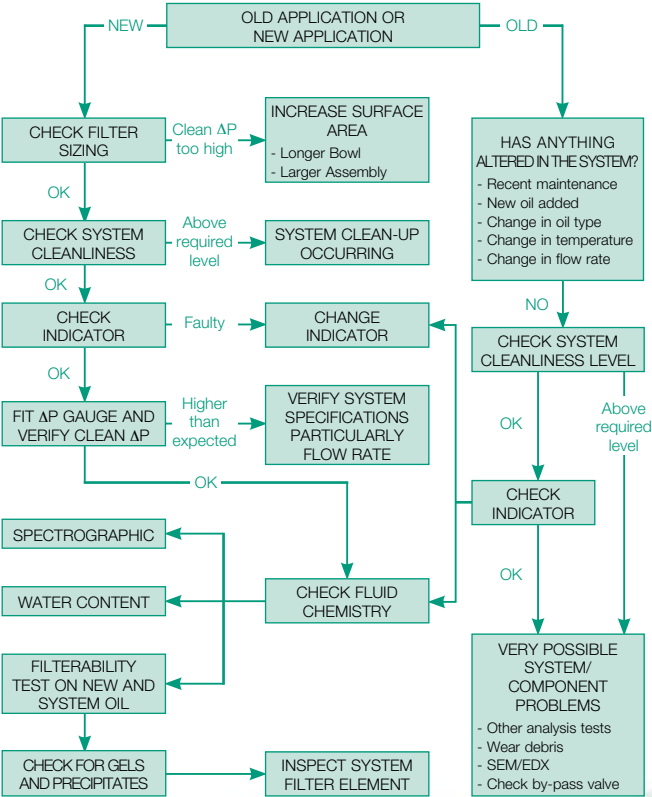 OLD APPLICATION OR
NEW APPLICATION
NEW
OLD
CHECK FILTER
SIZING
Clean ΔP
too high
INCREASE SURFACE
AREA
- Longer Bowl
- Larger Assembly
HAS ANYTHING
ALTERED IN THE SYSTEM?
- Recent maintenance
- New oil added
- Change in oil type
- Change in temperature
- Change in flow rate
OK
CHECK SYSTEM
CLEANLINESS
Above
required
level
SYSTEM CLEAN-UP
OCCURRING
OK
NO
CHECK
INDICATOR
Faulty
CHANGE
INDICATOR
CHECK SYSTEM
CLEANLINESS LEVEL
OK
FIT ΔP GAUGE AND
VERIFY CLEAN ΔP
Higher
than
expected
VERIFY SYSTEM
SPECIFICATIONS
PARTICULARLY
FLOW RATE
OK
Above
required
level
OK
CHECK
INDICATOR
SPECTROGRAPHIC
OK
WATER CONTENT
CHECK FLUID
CHEMISTRY
FILTERABILITY
TEST ON NEW AND
SYSTEM OIL
VERY POSSIBLE
SYSTEM/
COMPONENT
PROBLEMS
- Other analysis tests
- Wear debris
- SEM/EDX
- Check by-pass valve
CHECK FOR GELS
AND PRECIPITATES
INSPECT SYSTEM
FILTER ELEMENT